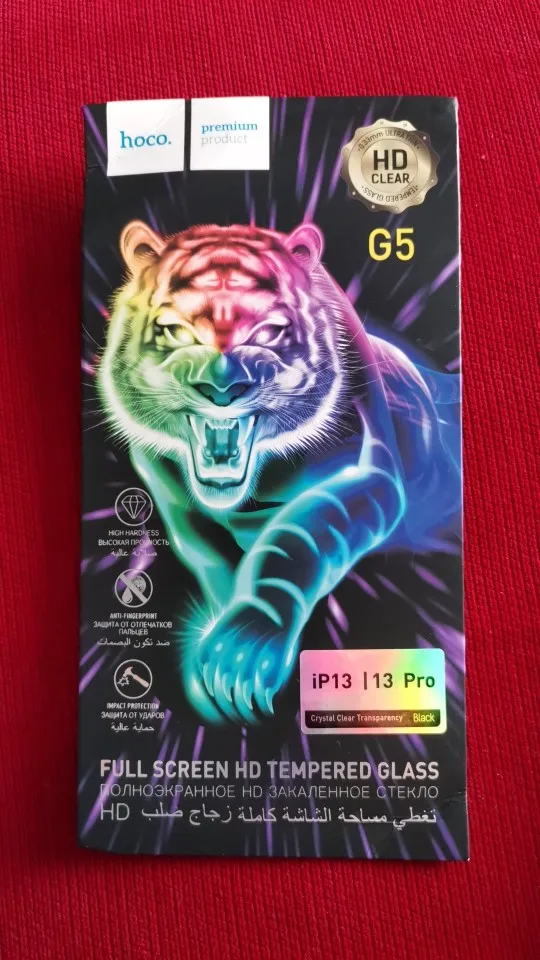 hoco.
premium
product
0.33mm ULTRA THIN
HD
CLEAR
TEMPERED GLASS
G5
HIGH HARDNESS
ВЫСОКАЯ ПРОЧНОСТЬ
صلابة عالية
ANTI-FINGERPRINT
ЗАЩИТА ОТ ОТПЕЧАТКОВ
ПАЛЬЦЕВ
ضد تكون البصمات
IMPACT PROTECTION
ЗАЩИТА ОТ УДАРОВ
حماية عالية
iP13 | 13 Pro
Crystal Clear Transparency Black
FULL SCREEN HD TEMPERED GLASS
ПОЛНОЭКРАННОЕ HD ЗАКАЛЕННОЕ СТЕКЛО
تغطي مساحة الشاشة كاملة زجاج صلب HD